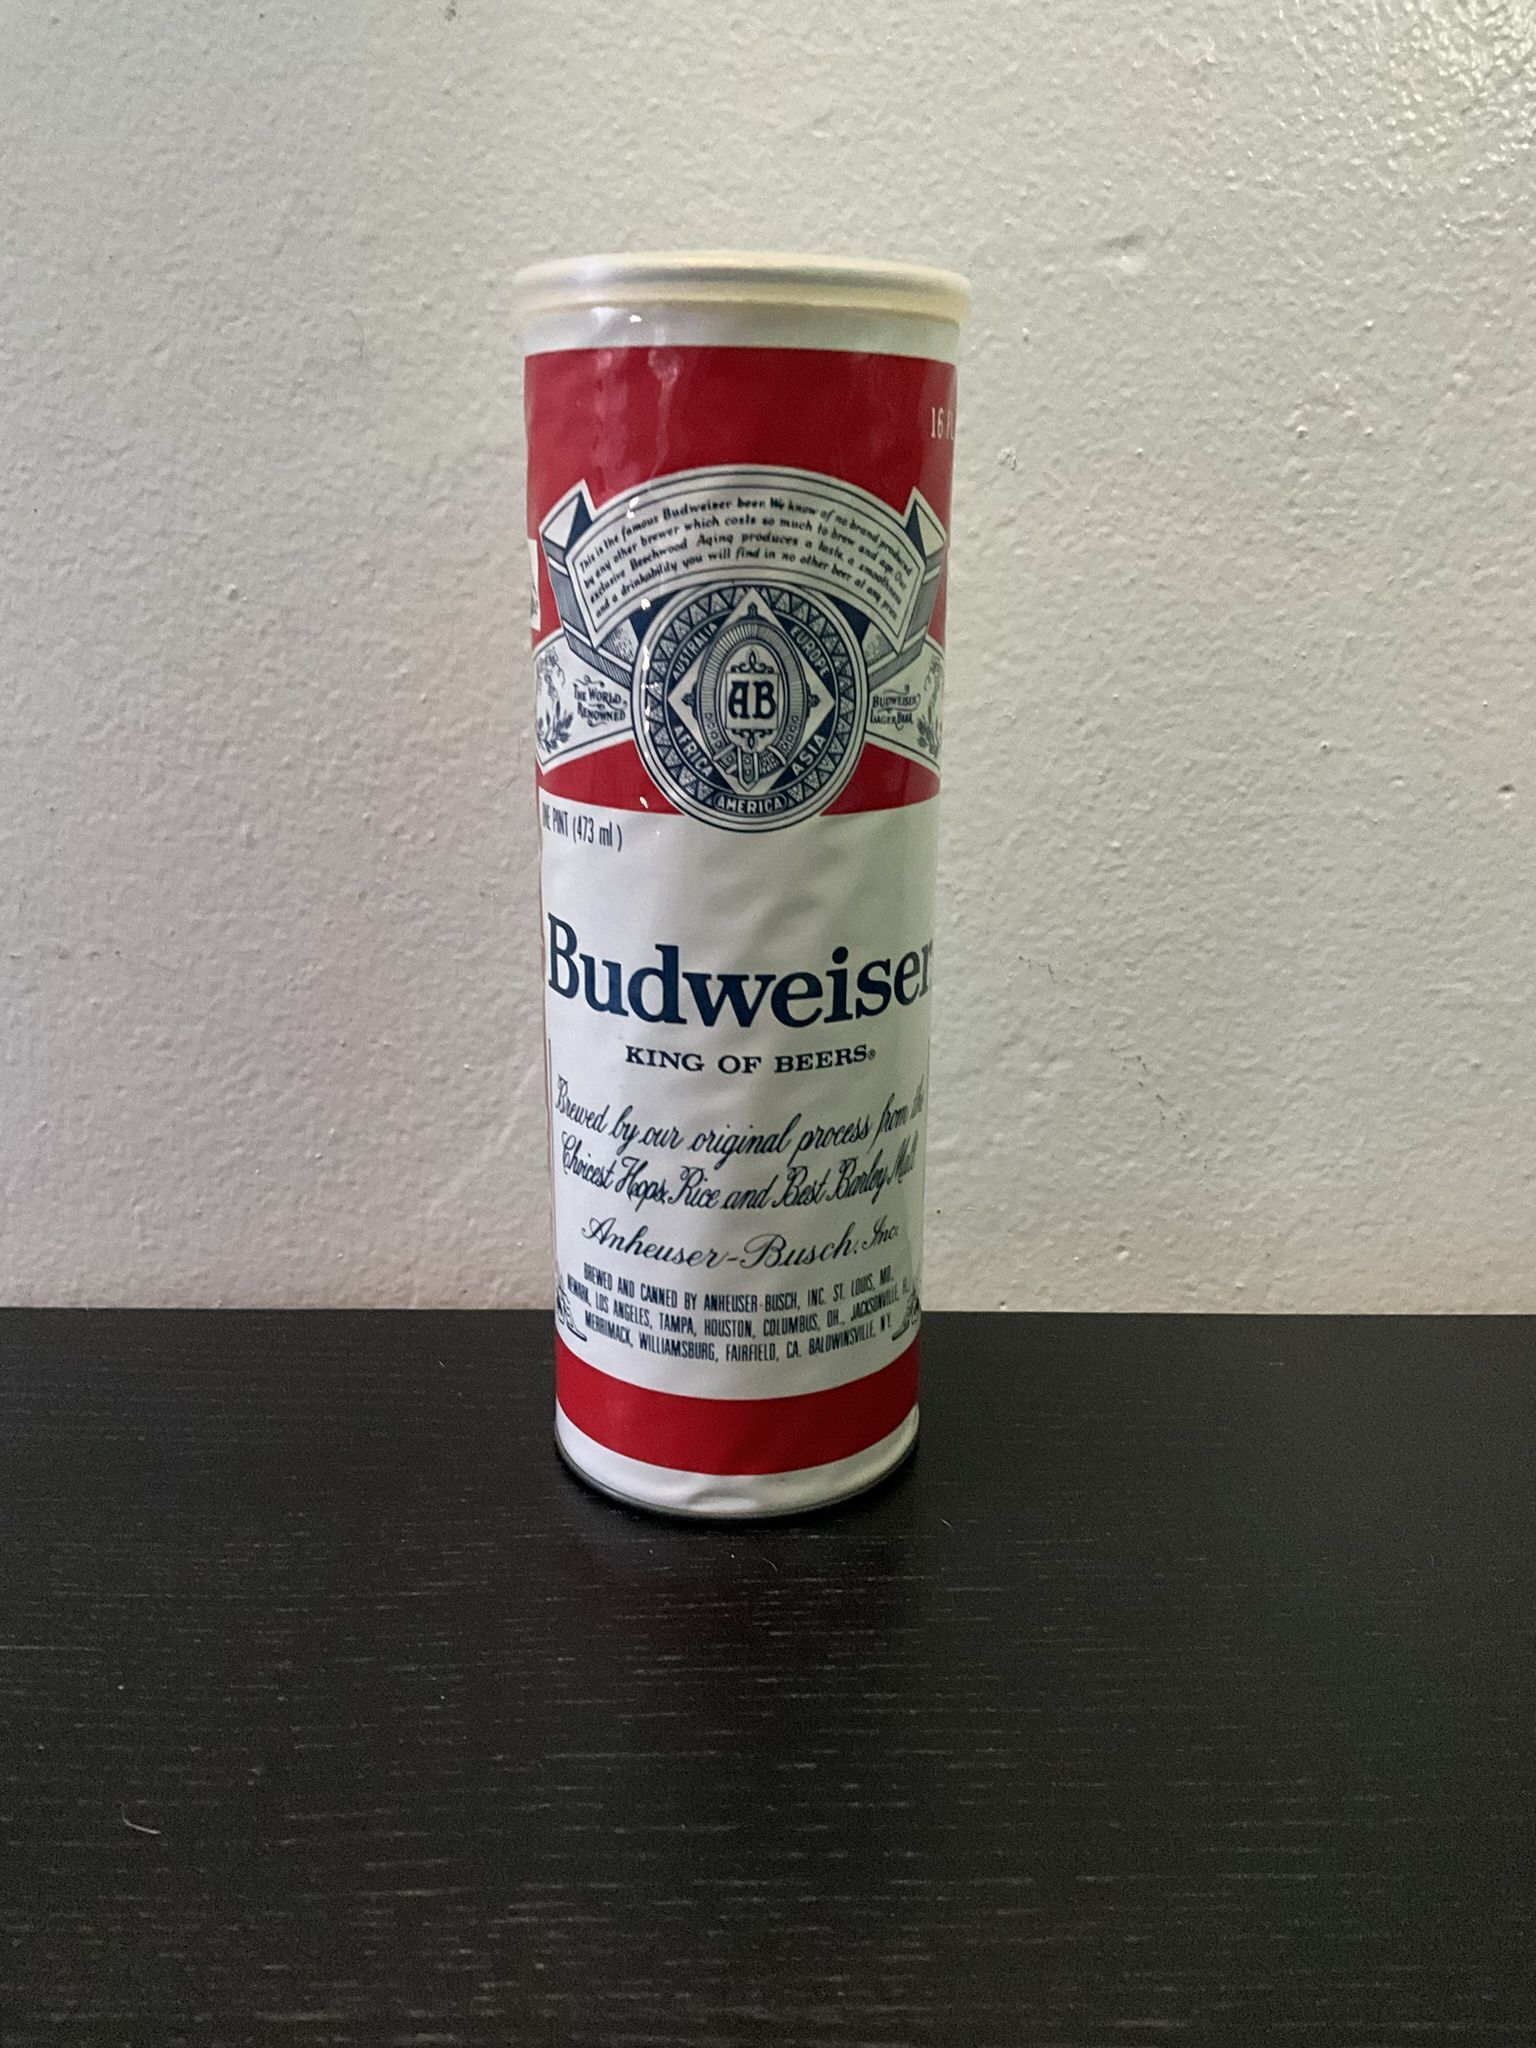 16 FL
This is the famous Budweiser beer. We know of no brand produced
by any other brewer which costs so much to brew and age. Our
exclusive Beechwood Aging produces a taste, a smoothness
and a drinkability you will find in no other beer at any price
AUSTRALIA
EUROPE
THE WORLD
RENOWNED
AB
BUDWEISER
LAGER BEER
AFRICA
ASIA
AMERICA
PINT (473 ml)
Budweiser
KING OF BEERS®
Brewed by our original process from the
Choicest Hops, Rice and Best Barley Malt
Anheuser-Busch, Inc.
BREWED AND CANNED BY ANHEUSER-BUSCH, INC. ST. LOUIS, MO.
NEWARK, LOS ANGELES, TAMPA, HOUSTON, COLUMBUS, OH., JACKSONVILLE,
MERRIMACK, WILLIAMSBURG, FAIRFIELD, CA. BALDWINSVILLE, N.Y.